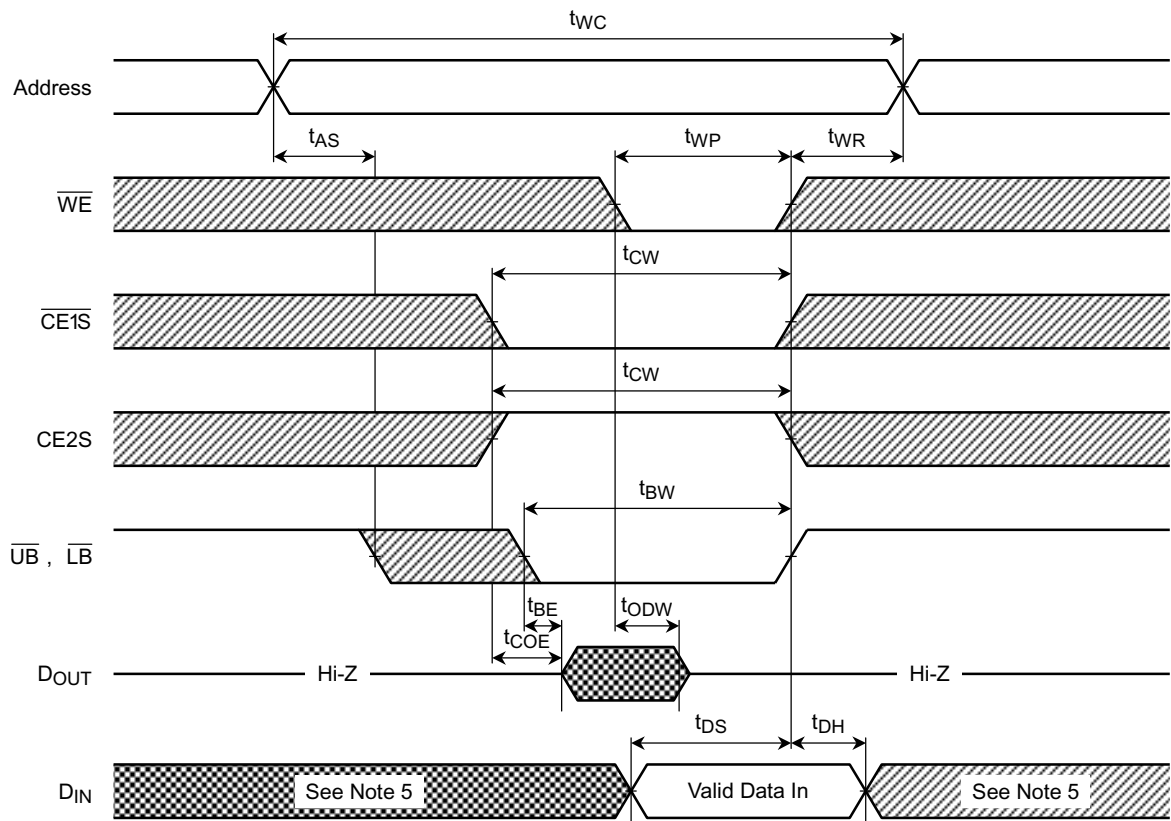 tWC
Address
tAS
tWP
tWR
WE
tCW
CE1S
tCW
CE2S
tBW
UB , LB
tBE
tODW
tCOE
DOUT
Hi-Z
Hi-Z
tDS
tDH
DIN
See Note 5
Valid Data In
See Note 5